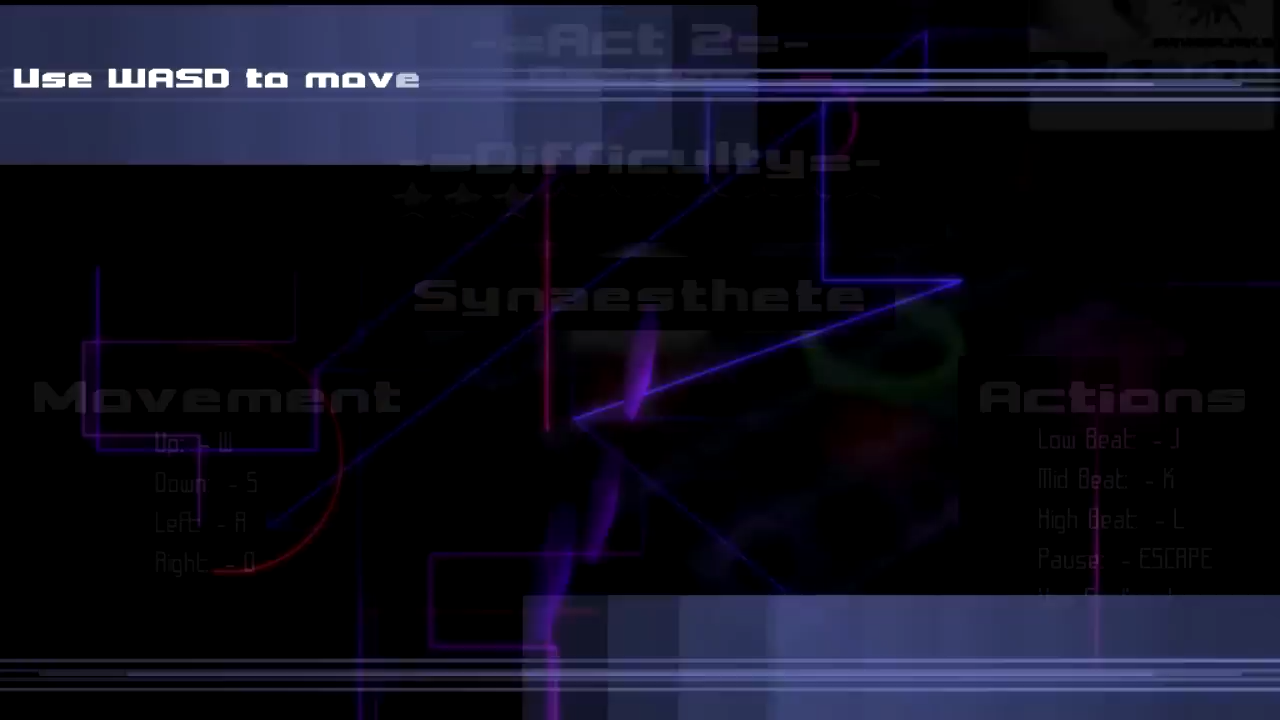 -=Act 2=-
Use WASD to move
-=Difficulty=-
Synaesthete
Movement
Up: - W
Down: - S
Left: - A
Right: - D
Actions
Low Beat: - J
Mid Beat: - K
High Beat: - L
Pause: - ESCAPE